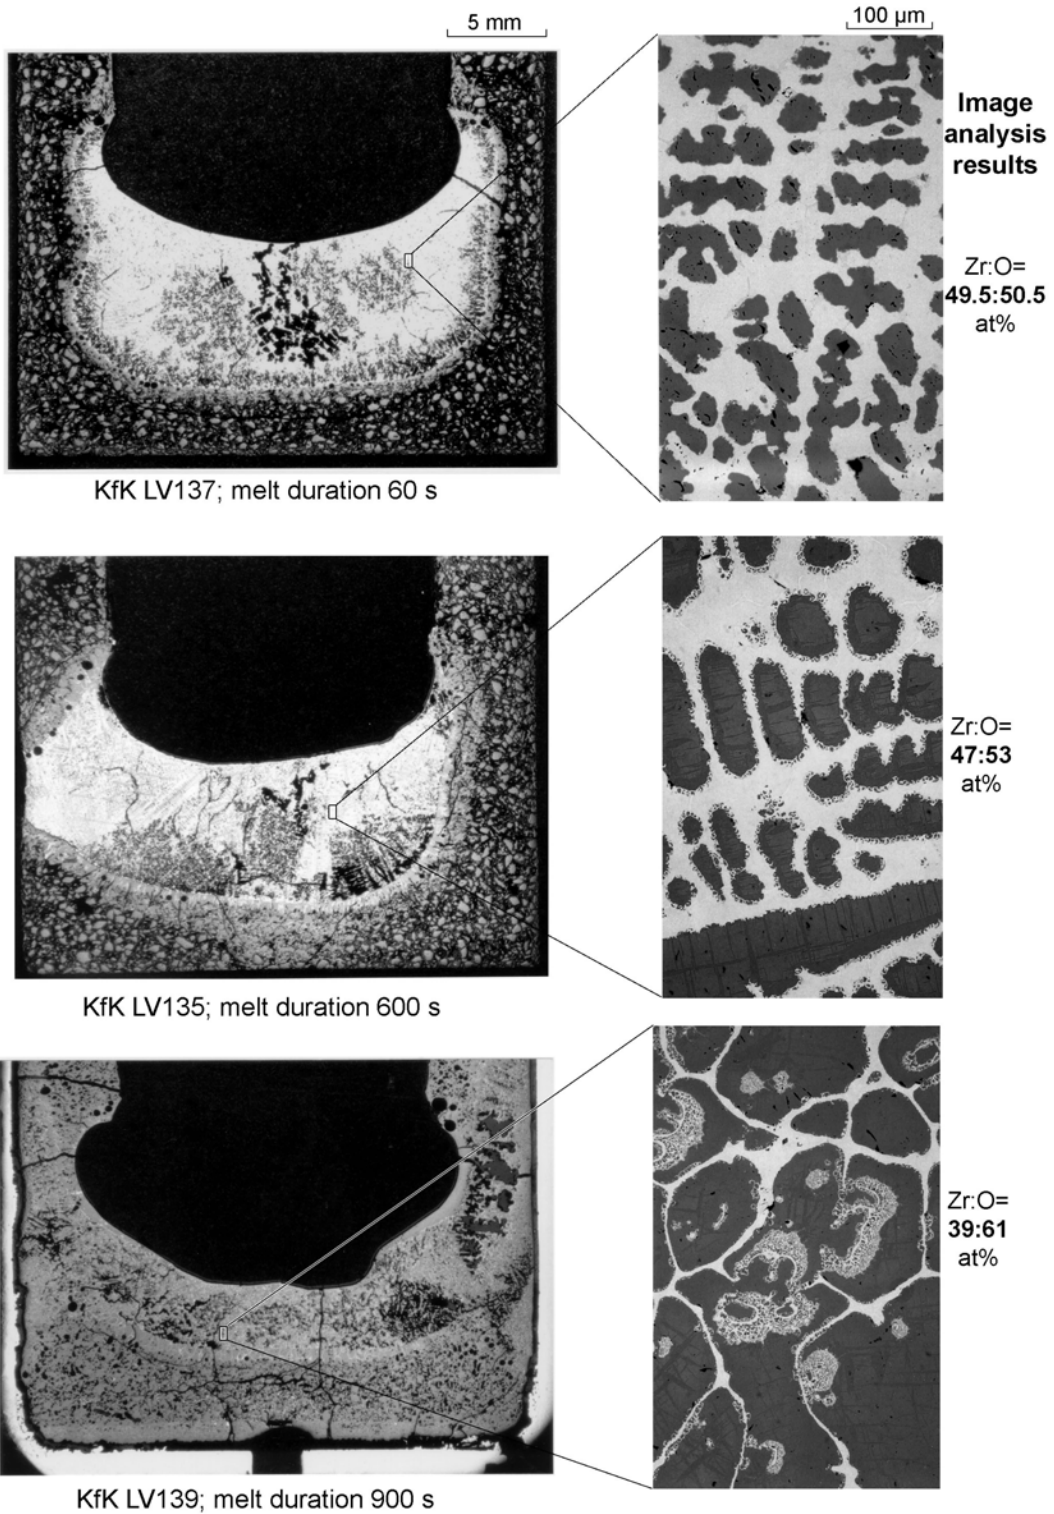 5 mm
100 µm
Image
analysis
results
Zr:O=
49.5:50.5
at%
KfK LV137; melt duration 60 s
Zr:O=
47:53
at%
KfK LV135; melt duration 600 s
Zr:O=
39:61
at%
KfK LV139; melt duration 900 s